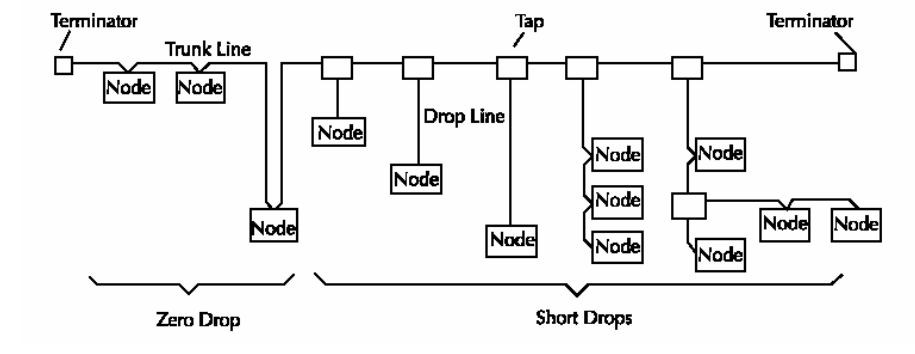 Terminator
Tap
Terminator
Trunk Line
Node
Node
Drop Line
Node
Node
Node
Node
Node
Node
Node
Node
Node
Node
Node
Node
Zero Drop
Short Drops